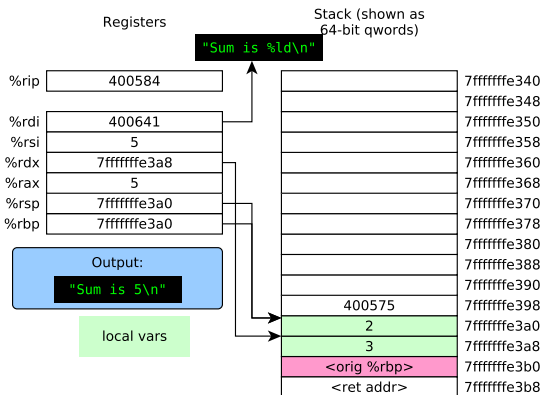 Registers
Stack (shown as
64-bit qwords)
"Sum is %ld\n"
%rip 400584
%rdi 400641
%rsi 5
%rdx 7fffffffe3a8
%rax 5
%rsp 7fffffffe3a0
%rbp 7fffffffe3a0
Output:
"Sum is 5\n"
local vars
7fffffffe340
7fffffffe348
7fffffffe350
7fffffffe358
7fffffffe360
7fffffffe368
7fffffffe370
7fffffffe378
7fffffffe380
7fffffffe388
7fffffffe390
400575 7fffffffe398
2 7fffffffe3a0
3 7fffffffe3a8
<orig %rbp> 7fffffffe3b0
<ret addr> 7fffffffe3b8